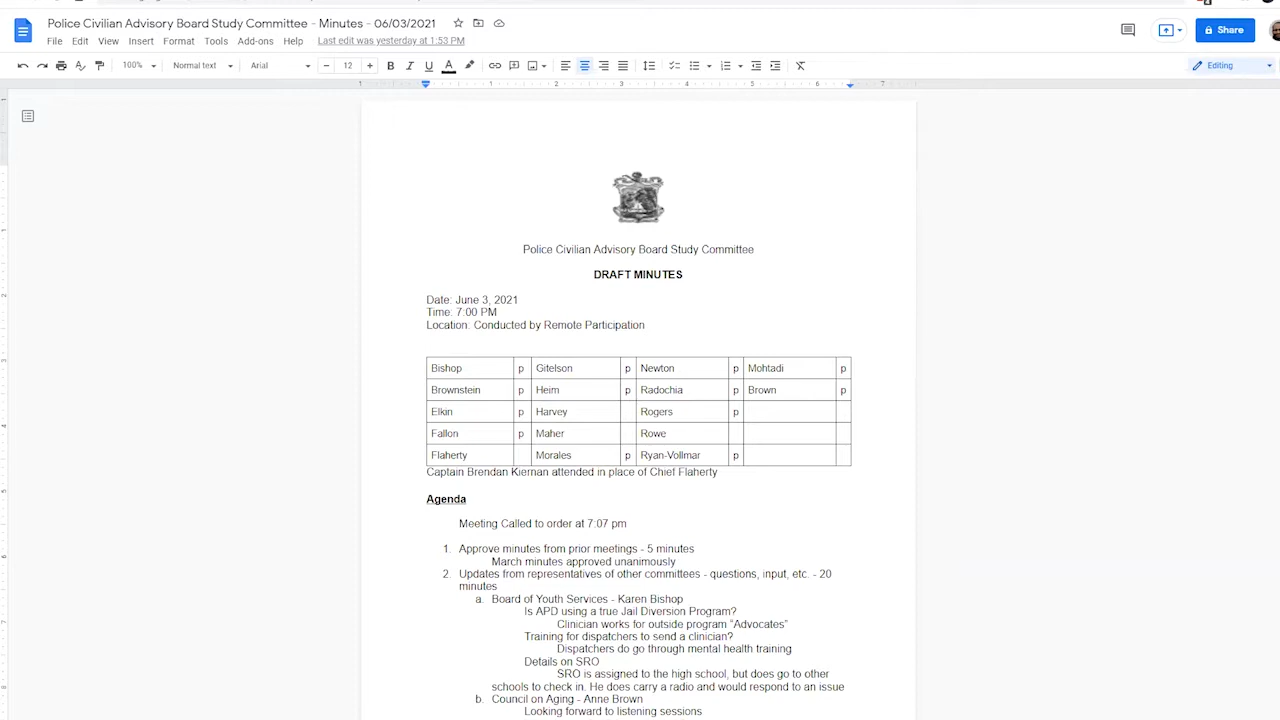 Police Civilian Advisory Board Study Committee - Minutes - 06/03/2021
File Edit View Insert Format Tools Add-ons Help Last edit was yesterday at 1:53 PM
Share
100% Normal text Arial 12 B I U A Editing
1 1 2 3 4 5 6 7
Police Civilian Advisory Board Study Committee
DRAFT MINUTES
Date: June 3, 2021
Time: 7:00 PM
Location: Conducted by Remote Participation
Bishop p Gitelson p Newton p Mohtadi p
Brownstein p Heim p Radochia p Brown p
Elkin p Harvey Rogers p
Fallon p Maher Rowe
Flaherty Morales p Ryan-Vollmar p
Captain Brendan Kiernan attended in place of Chief Flaherty
Agenda
Meeting Called to order at 7:07 pm
1. Approve minutes from prior meetings - 5 minutes
March minutes approved unanimously
2. Updates from representatives of other committees - questions, input, etc. - 20
minutes
a. Board of Youth Services - Karen Bishop
Is APD using a true Jail Diversion Program?
Clinician works for outside program “Advocates”
Training for dispatchers to send a clinician?
Dispatchers do go through mental health training
Details on SRO
SRO is assigned to the high school, but does go to other
schools to check in. He does carry a radio and would respond to an issue
b. Council on Aging - Anne Brown
Looking forward to listening sessions